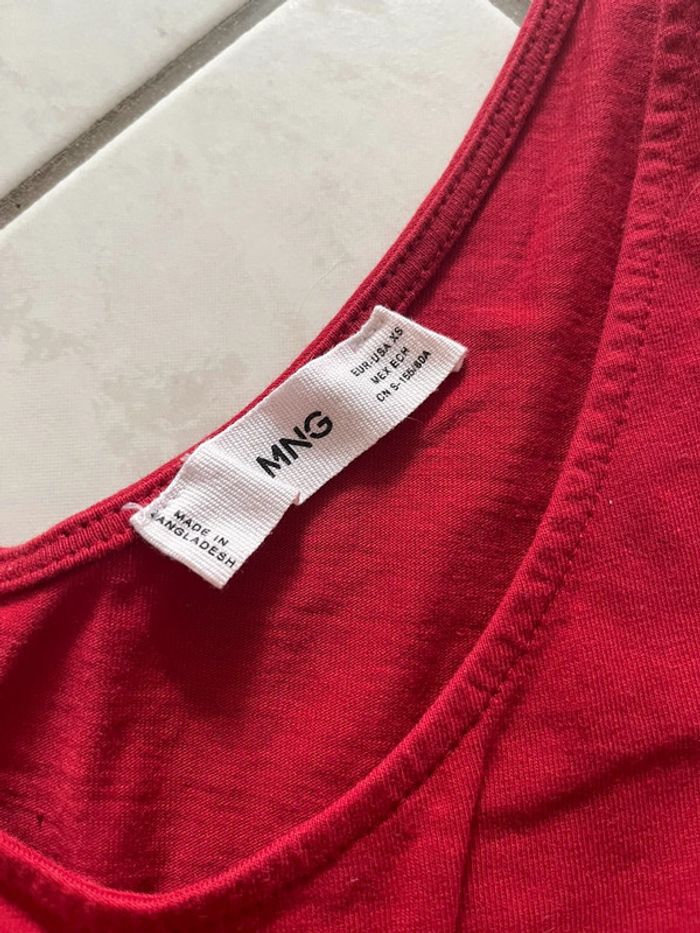 EUR-USA XS
MEX ECH
CN S-155/80A
MNG
MADE IN
BANGLADESH